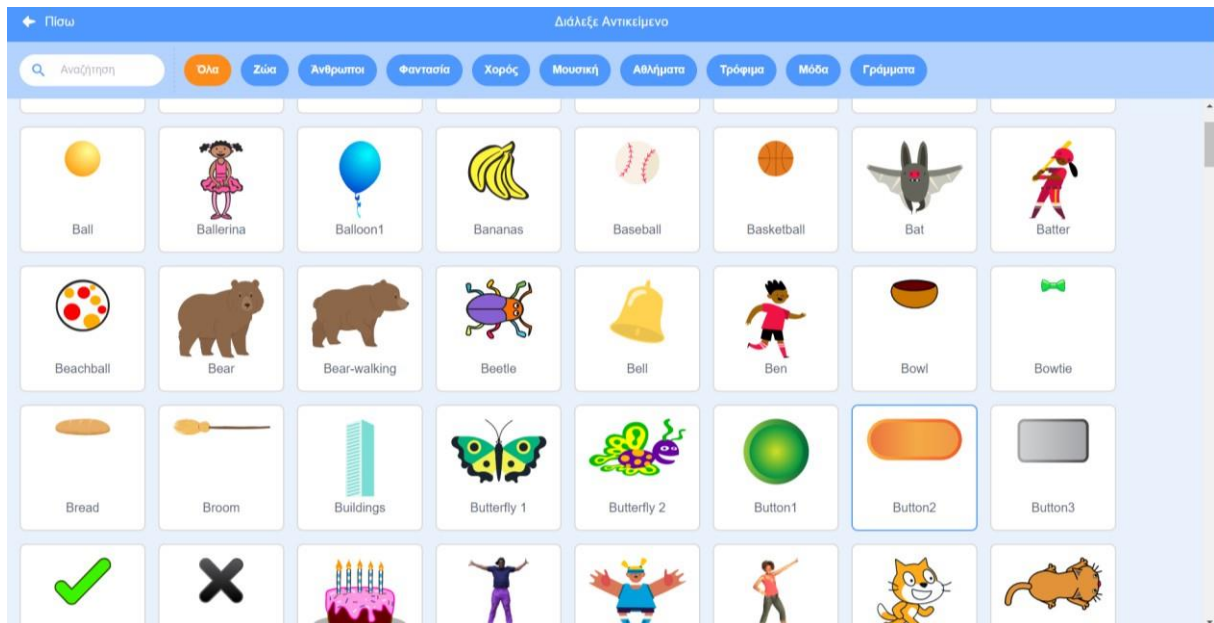 Πίσω
Διάλεξε Αντικείμενο
Αναζήτηση
Όλα Ζώα Άνθρωποι Φαντασία Χορός Μουσική Αθλήματα Τρόφιμα Μόδα Γράμματα
Ball Ballerina Balloon1 Bananas Baseball Basketball Bat Batter
Beachball Bear Bear-walking Beetle Bell Ben Bowl Bowtie
Bread Broom Buildings Butterfly 1 Butterfly 2 Button1 Button2 Button3